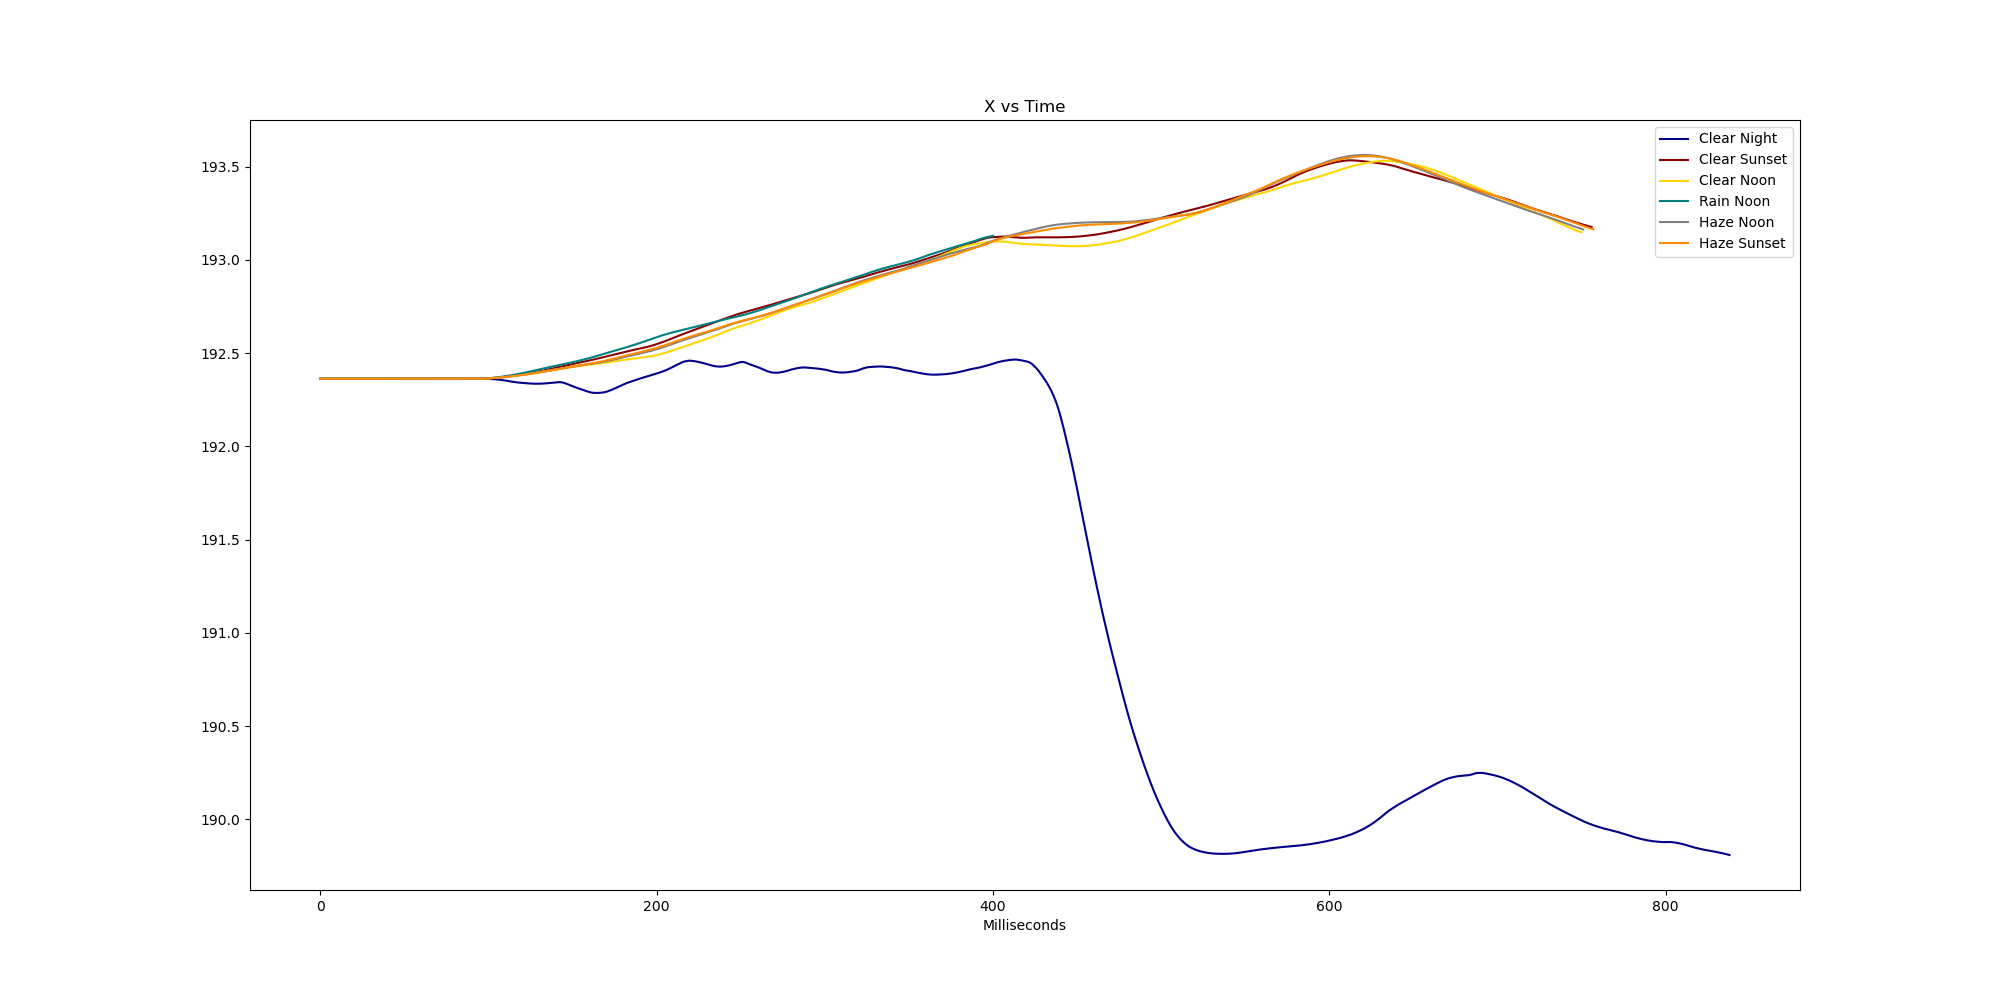 X vs Time
193.5
193.0
192.5
192.0
191.5
191.0
190.5
190.0
Clear Night
Clear Sunset
Clear Noon
Rain Noon
Haze Noon
Haze Sunset
0 200 400 600 800
Milliseconds